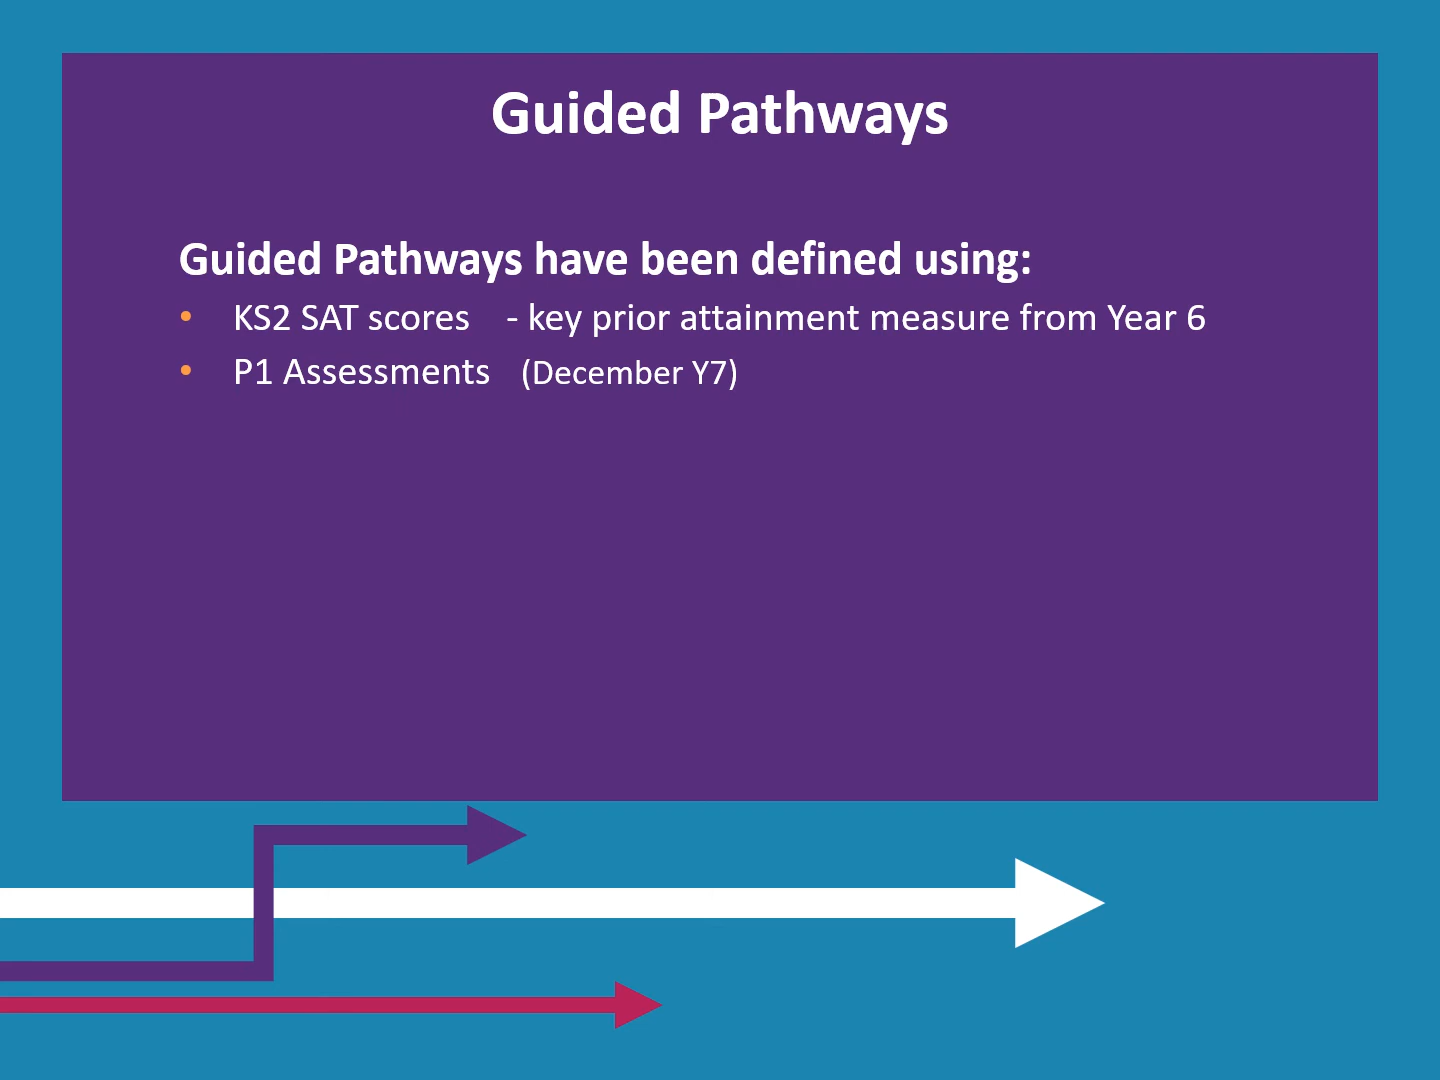 Guided Pathways
Guided Pathways have been defined using:
• KS2 SAT scores - key prior attainment measure from Year 6
• P1 Assessments (December Y7)